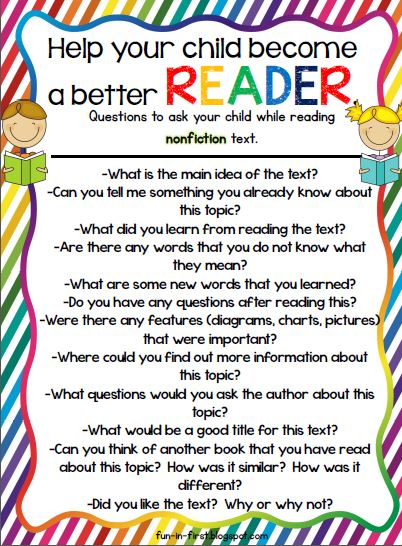 Help your child become
a better READER
Questions to ask your child while reading
nonfiction text.
-What is the main idea of the text?
-Can you tell me something you already know about
this topic?
-What did you learn from reading the text?
-Are there any words that you do not know what
they mean?
-What are some new words that you learned?
-Do you have any questions after reading this?
-Were there any features (diagrams, charts, pictures)
that were important?
-Where could you find out more information about
this topic?
-What questions would you ask the author about this
topic?
-What would be a good title for this text?
-Can you think of another book that you have read
about this topic? How was it similar? How was it
different?
-Did you like the text? Why or why not?
fun-in-first.blogspot.com